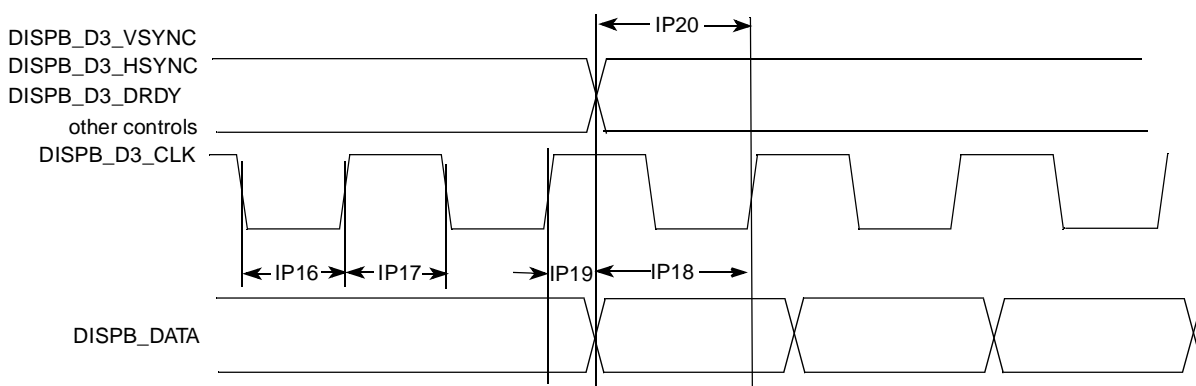 IP20
DISPB_D3_VSYNC
DISPB_D3_HSYNC
DISPB_D3_DRDY
other controls
DISPB_D3_CLK
IP16 IP17 IP19 IP18
DISPB_DATA